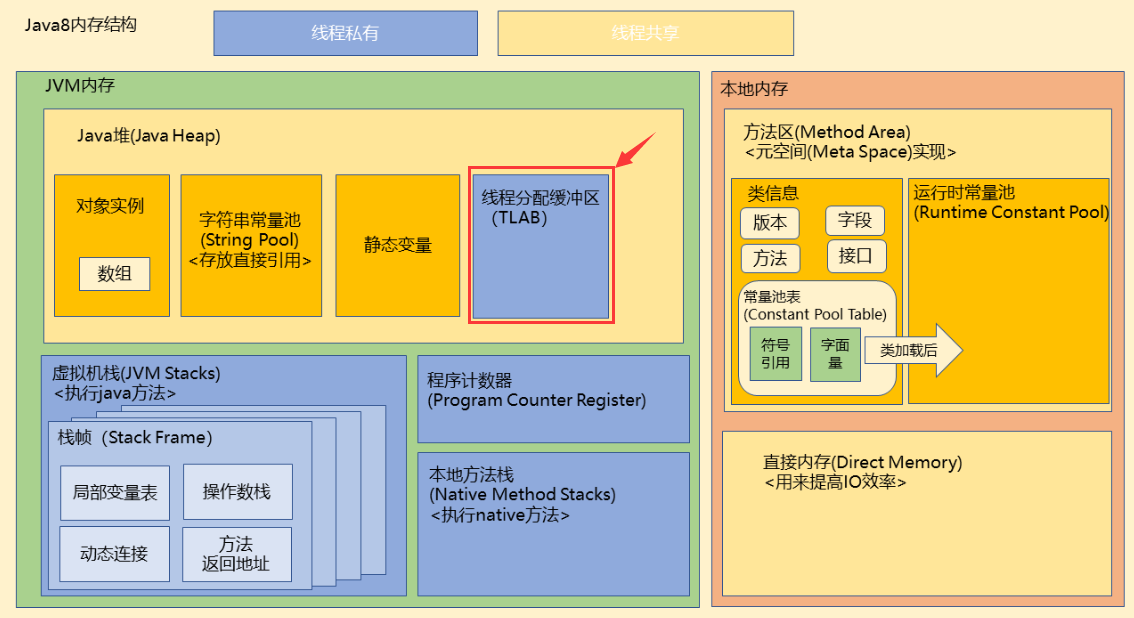 Java8内存结构
线程私有
线程共享
JVM内存
Java堆(Java Heap)
对象实例
数组
字符串常量池
(String Pool)
<存放直接引用>
静态变量
线程分配缓冲区
(TLAB)
虚拟机栈(JVM Stacks)
<执行java方法>
栈帧（Stack Frame）
局部变量表
操作数栈
动态连接
方法
返回地址
程序计数器
(Program Counter Register)
本地方法栈
(Native Method Stacks)
<执行native方法>
本地内存
方法区(Method Area)
<元空间(Meta Space)实现>
类信息
版本
字段
方法
接口
常量池表
(Constant Pool Table)
符号
引用
字面
量
类加载后
运行时常量池
(Runtime Constant Pool)
直接内存(Direct Memory)
<用来提高IO效率>